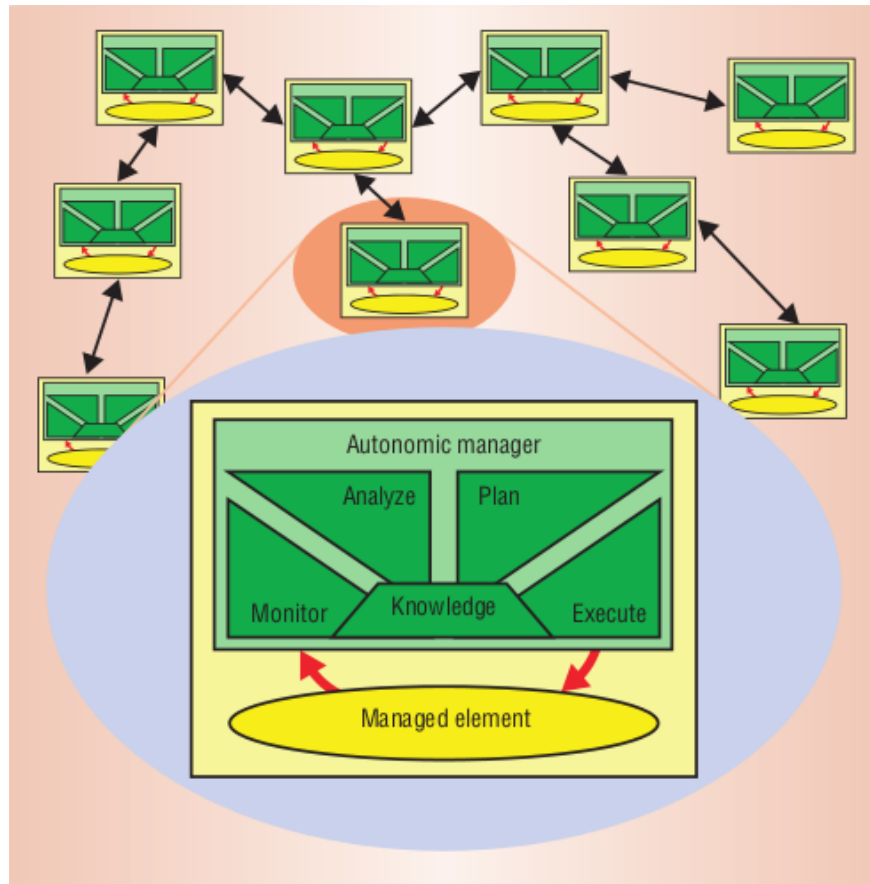 Autonomic manager
Analyze Plan
Monitor Knowledge Execute
Managed element